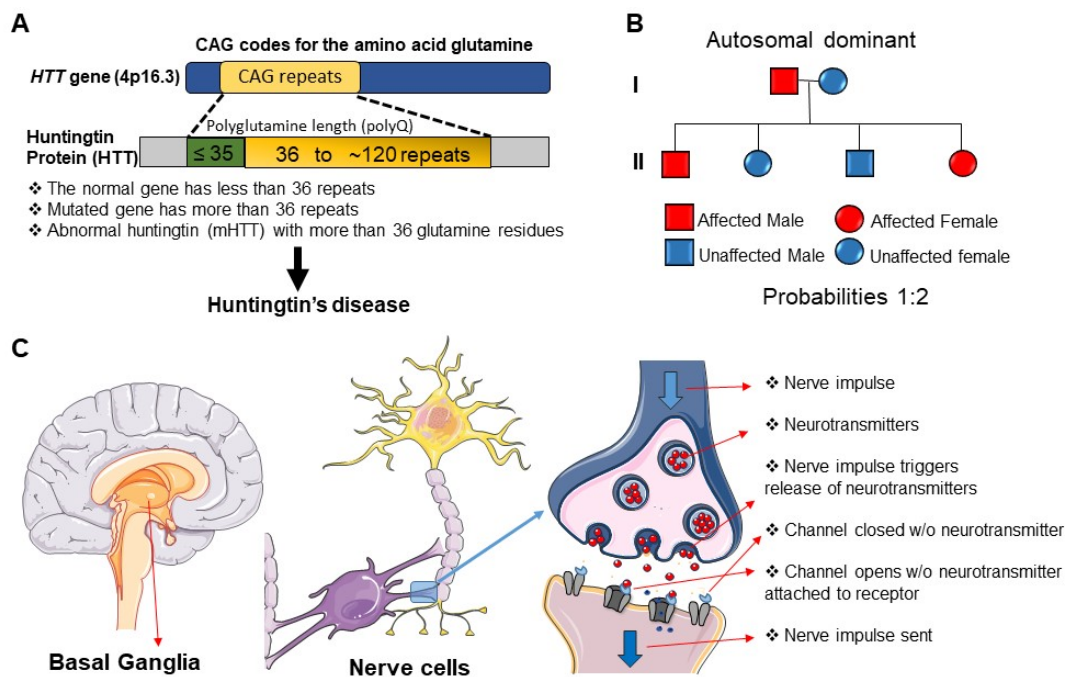 A
CAG codes for the amino acid glutamine
HTT gene (4p16.3)
CAG repeats
Polyglutamine length (polyQ)
Huntingtin
Protein (HTT)
≤ 35
36 to ~120 repeats
❖ The normal gene has less than 36 repeats
❖ Mutated gene has more than 36 repeats
❖ Abnormal huntingtin (mHTT) with more than 36 glutamine residues
Huntingtin's disease
B
Autosomal dominant
I
II
Affected Male
Affected Female
Unaffected Male
Unaffected female
Probabilities 1:2
C
Basal Ganglia
Nerve cells
❖ Nerve impulse
❖ Neurotransmitters
❖ Nerve impulse triggers
release of neurotransmitters
❖ Channel closed w/o neurotransmitter
❖ Channel opens w/o neurotransmitter
attached to receptor
❖ Nerve impulse sent